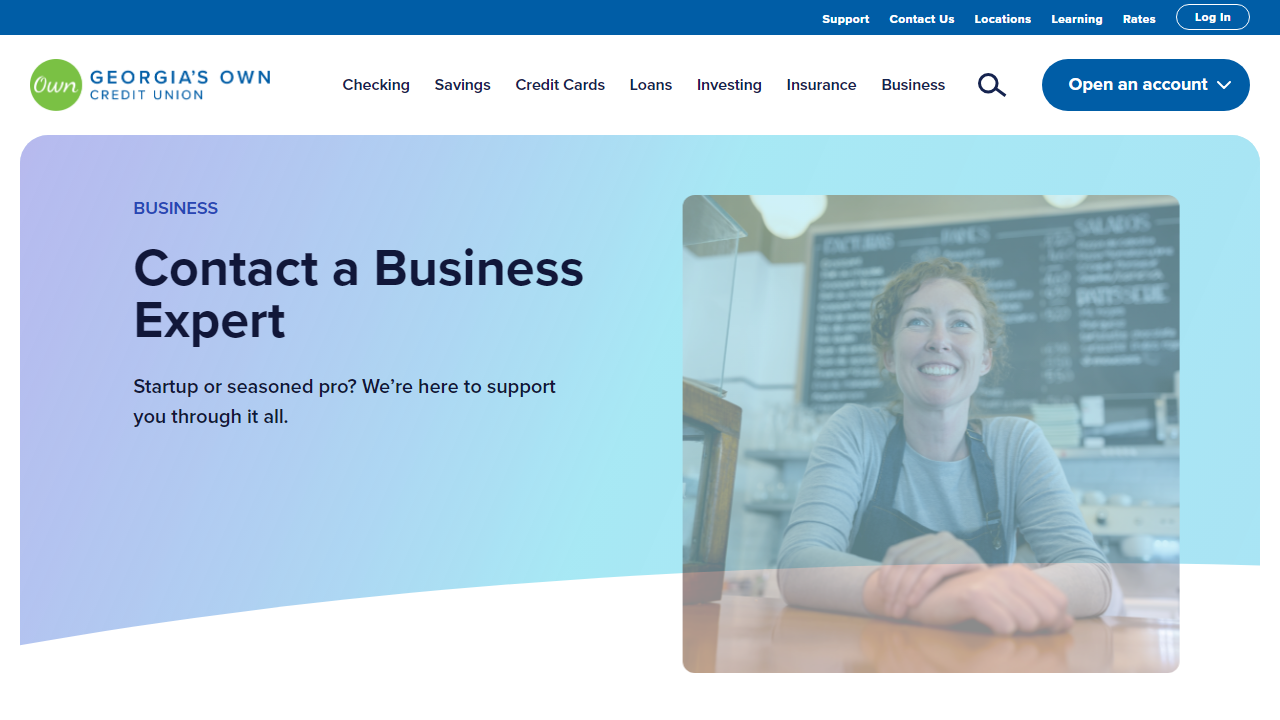 Support Contact Us Locations Learning Rates Log In
Own GEORGIA'S OWN
CREDIT UNION
Checking Savings Credit Cards Loans Investing Insurance Business Open an account
BUSINESS
Contact a Business
Expert
Startup or seasoned pro? We’re here to support
you through it all.
SALADOS